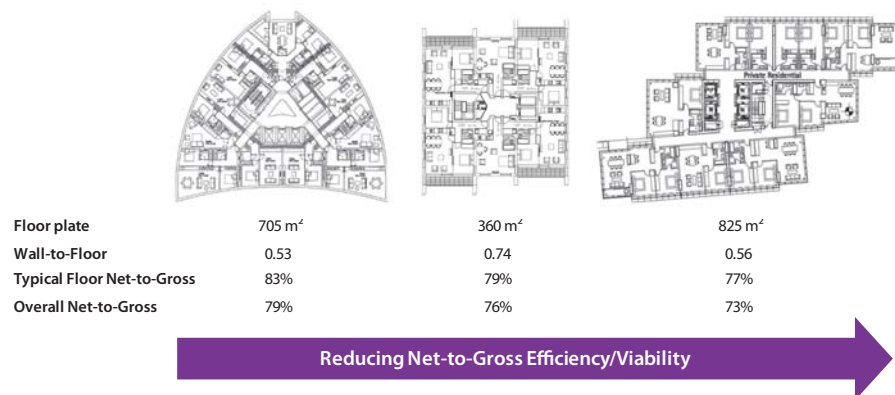 Private Residential
Floor plate 705 m² 360 m² 825 m²
Wall-to-Floor 0.53 0.74 0.56
Typical Floor Net-to-Gross 83% 79% 77%
Overall Net-to-Gross 79% 76% 73%
Reducing Net-to-Gross Efficiency/Viability